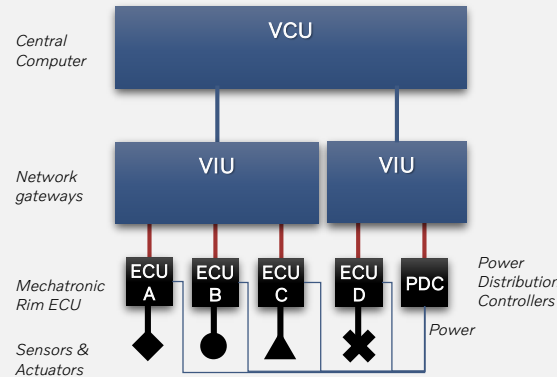 Central
Computer
VCU
Network
gateways
VIU
VIU
Mechatronic
Rim ECU
ECU
A
ECU
B
ECU
C
ECU
D
PDC
Power
Distribution
Controllers
Power
Sensors &
Actuators